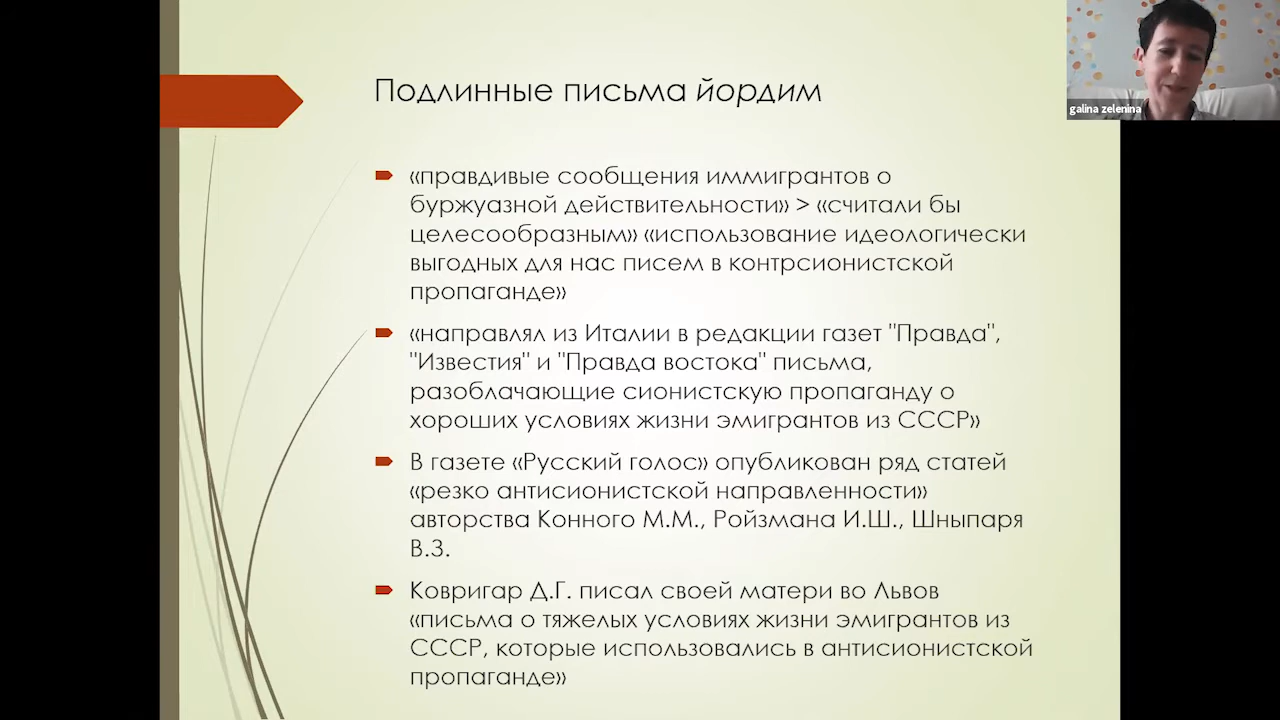 Подлинные письма йордим
galina zelenina
«правдивые сообщения иммигрантов о
буржуазной действительности» > «считали бы
целесообразным» «использование идеологически
выгодных для нас писем в контрсионистской
пропаганде»
«направлял из Италии в редакции газет "Правда",
"Известия" и "Правда востока" письма,
разоблачающие сионистскую пропаганду о
хороших условиях жизни эмигрантов из СССР»
В газете «Русский голос» опубликован ряд статей
«резко антисионистской направленности»
авторства Конного М.М., Ройзмана И.Ш., Шныпаря
В.З.
Ковригар Д.Г. писал своей матери во Львов
«письма о тяжелых условиях жизни эмигрантов из
СССР, которые использовались в антисионистской
пропаганде»